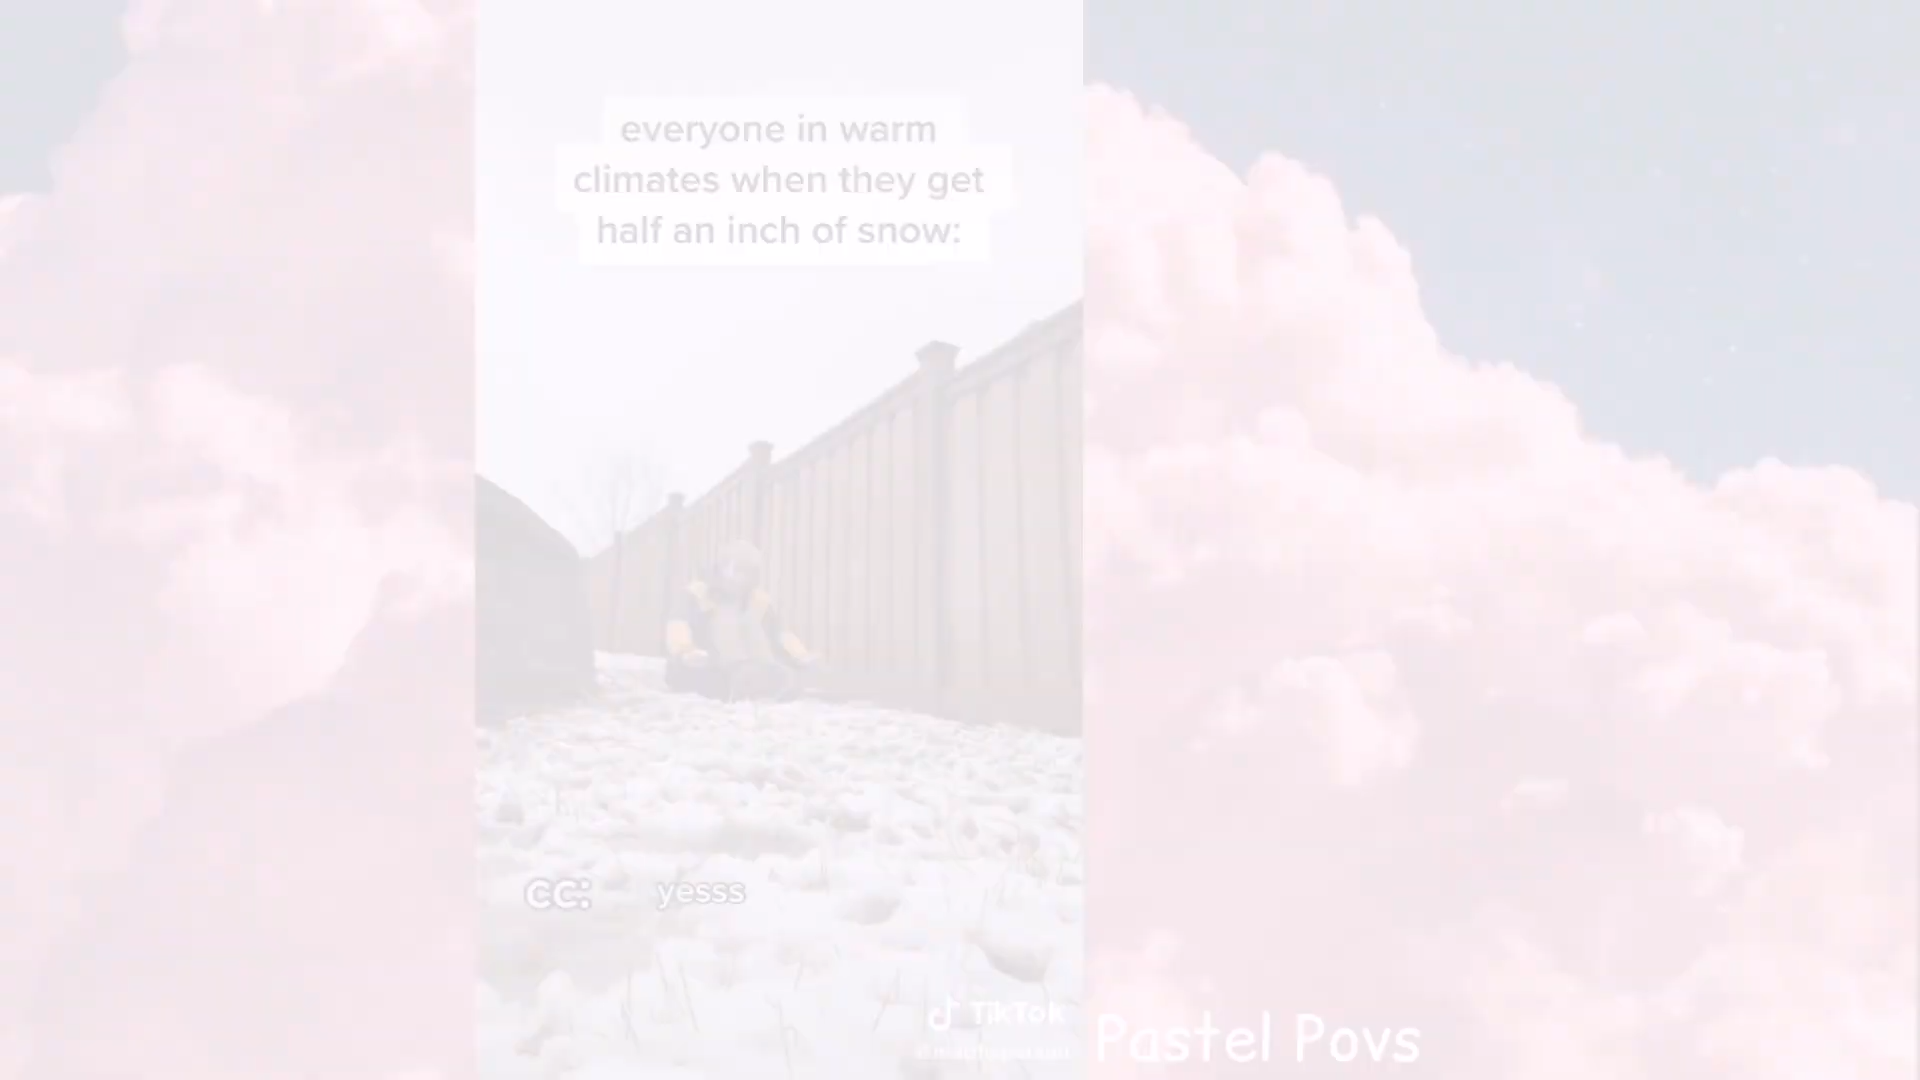 everyone in warm
climates when they get
half an inch of snow:
cc: yesss
TikTok
Pastel Povs